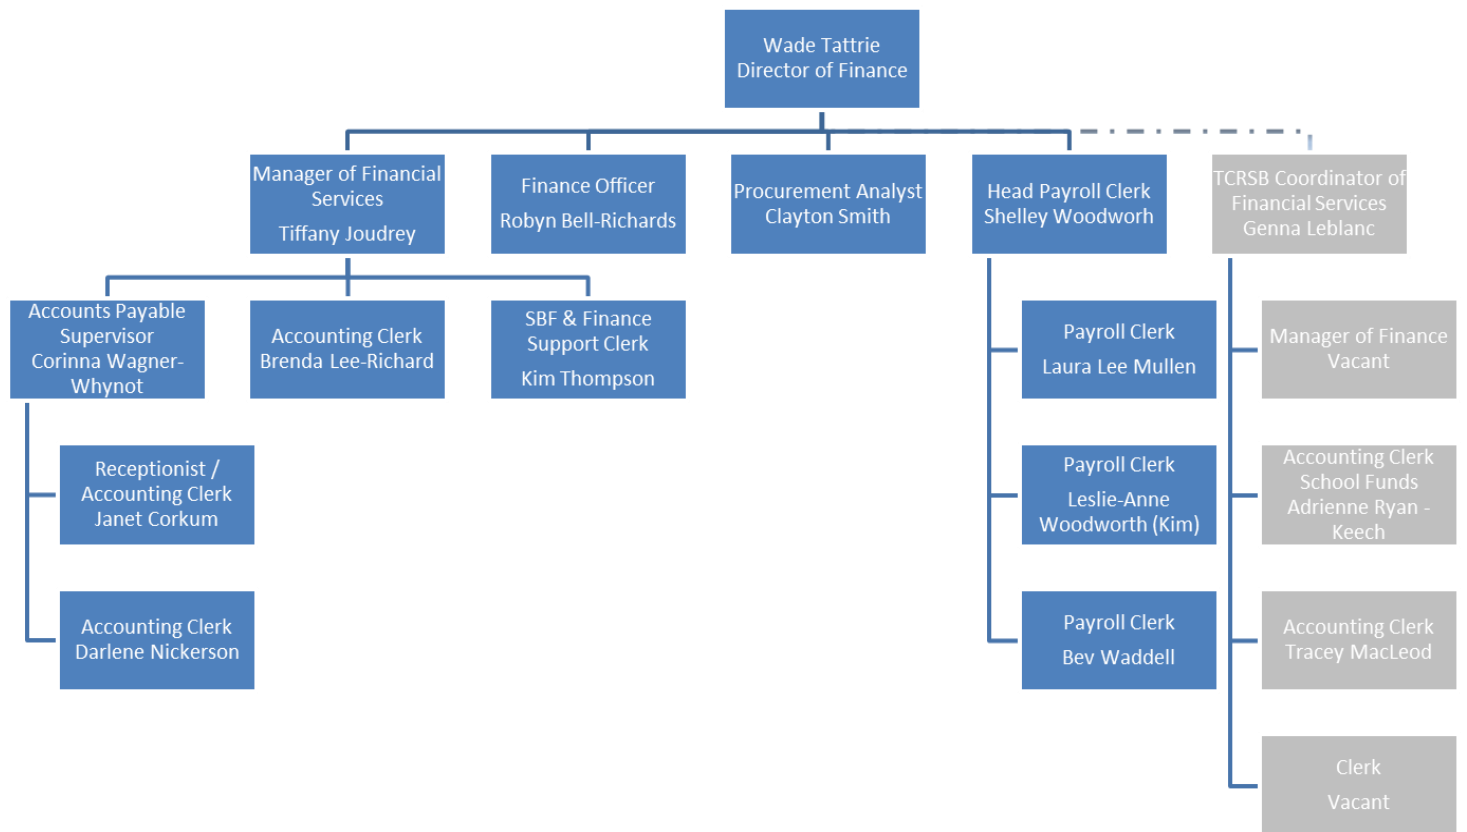 Wade Tattrie
Director of Finance
Manager of Financial
Services
Tiffany Joudrey
Finance Officer
Robyn Bell-Richards
Procurement Analyst
Clayton Smith
Head Payroll Clerk
Shelley Woodworh
TCRSB Coordinator of
Financial Services
Genna Leblanc
Accounts Payable
Supervisor
Corinna Wagner-
Whynot
Accounting Clerk
Brenda Lee-Richard
SBF & Finance
Support Clerk
Kim Thompson
Payroll Clerk
Laura Lee Mullen
Manager of Finance
Vacant
Receptionist /
Accounting Clerk
Janet Corkum
Payroll Clerk
Leslie-Anne
Woodworth (Kim)
Accounting Clerk
School Funds
Adrienne Ryan -
Keech
Accounting Clerk
Darlene Nickerson
Payroll Clerk
Bev Waddell
Accounting Clerk
Tracey MacLeod
Clerk
Vacant